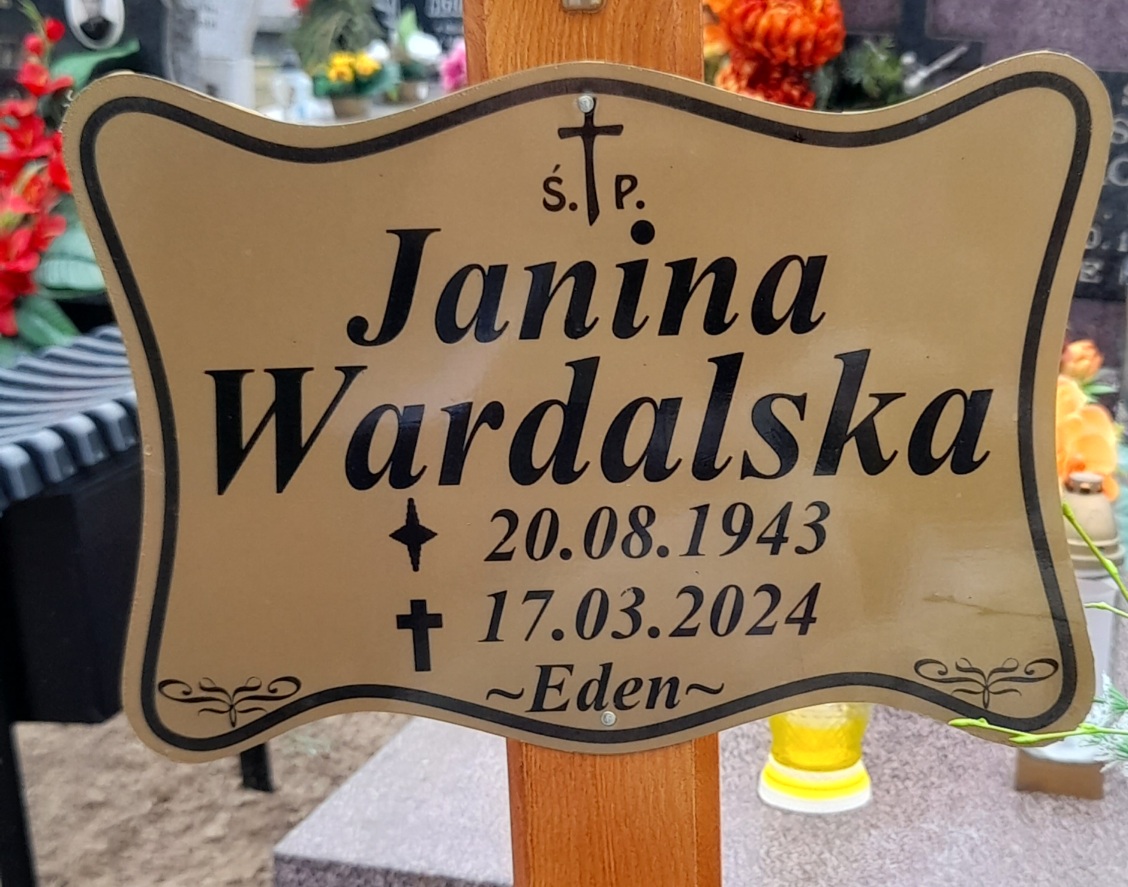 Ś. P.
Janina
Wardalska
20.08.1943
17.03.2024
~Eden~